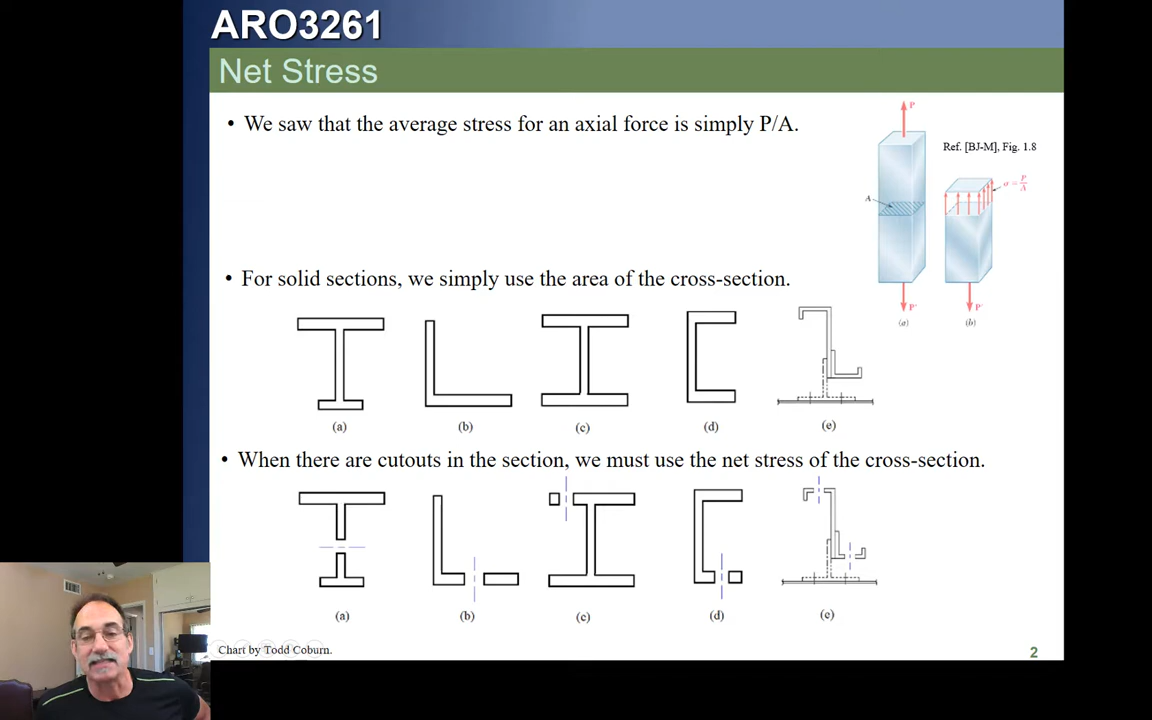 ARO3261
Net Stress
• We saw that the average stress for an axial force is simply P/A.
P
Ref. [BJ-M], Fig. 1.8
σ = P/A
A
P'
P'
(a)
(b)
• For solid sections, we simply use the area of the cross-section.
(a)
(b)
(c)
(d)
(e)
• When there are cutouts in the section, we must use the net stress of the cross-section.
(a)
(b)
(c)
(d)
(e)
Chart by Todd Coburn.
2